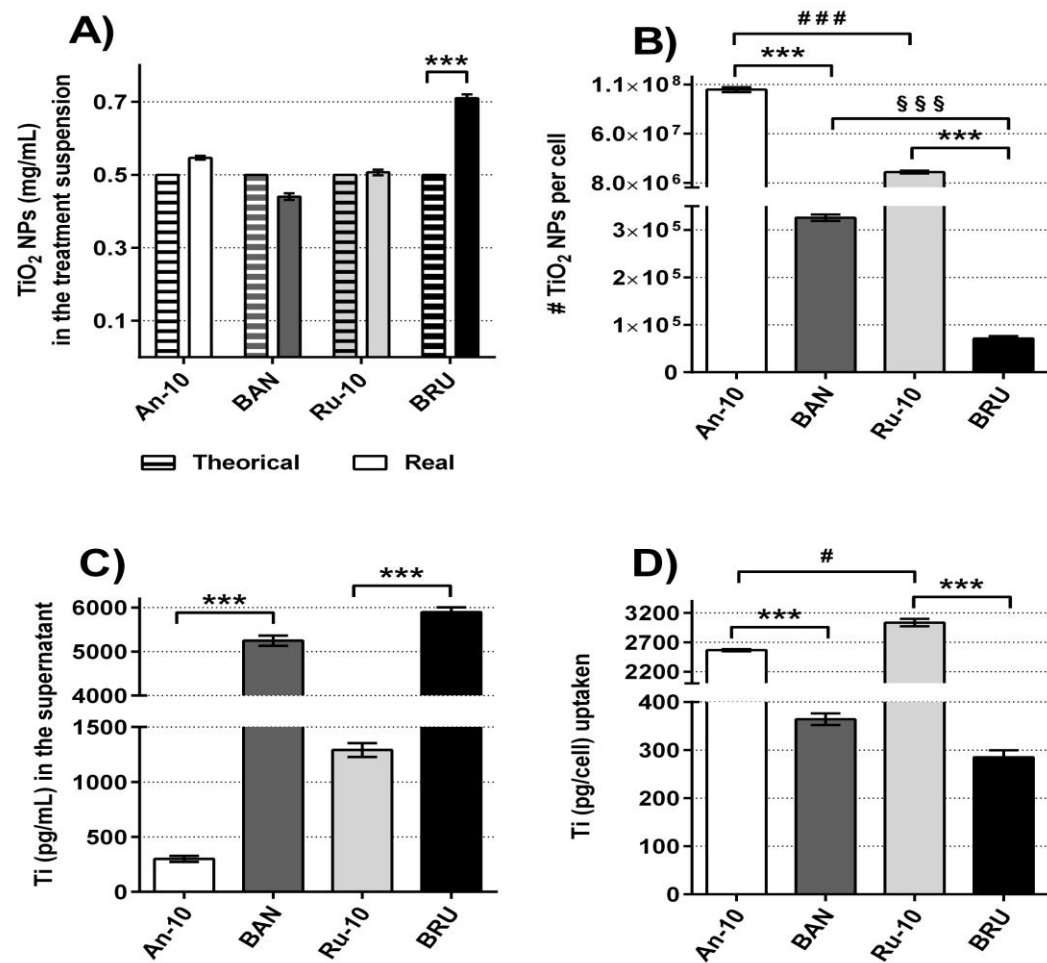 A)
TiO2 NPs (mg/mL)
in the treatment suspension
***
0.7
0.5
0.3
0.1
An-10
BAN
Ru-10
BRU
Theorical
Real
B)
# TiO2 NPs per cell
###
***
§ § §
***
1.1×10^8
6.0×10^7
8.0×10^6
3×10^5
2×10^5
1×10^5
0
An-10
BAN
Ru-10
BRU
C)
Ti (pg/mL) in the supernatant
***
***
6000
5000
4000
1500
1000
500
0
An-10
BAN
Ru-10
BRU
D)
Ti (pg/cell) uptaken
#
***
***
3200
2700
2200
400
300
200
100
0
An-10
BAN
Ru-10
BRU